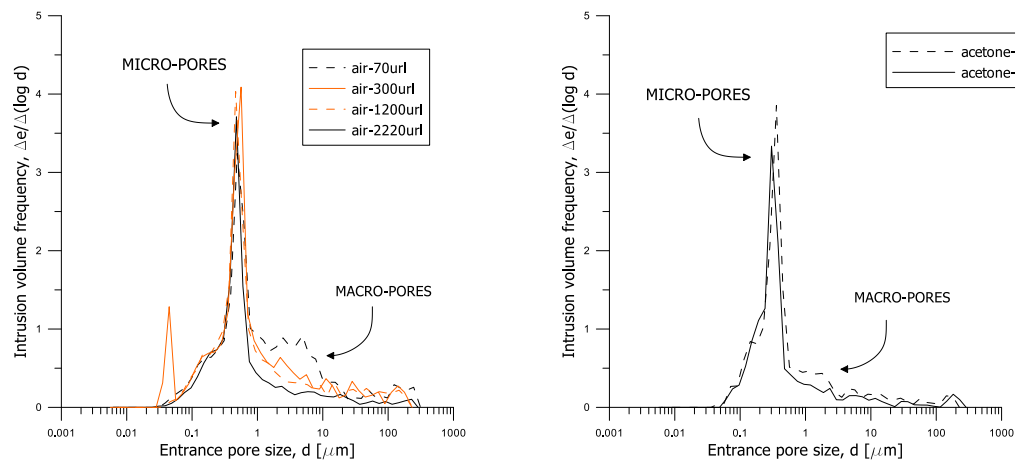 5
4
3
2
1
0
Intrusion volume frequency, Δe/Δ(log d)
MICRO-PORES
air-70url
air-300url
air-1200url
air-2220url
MACRO-PORES
0.001 0.01 0.1 1 10 100 1000
Entrance pore size, d [μm]
5
4
3
2
1
0
Intrusion volume frequency, Δe/Δ(log d)
MICRO-PORES
acetone-
acetone-
MACRO-PORES
0.001 0.01 0.1 1 10 100 1000
Entrance pore size, d [μm]